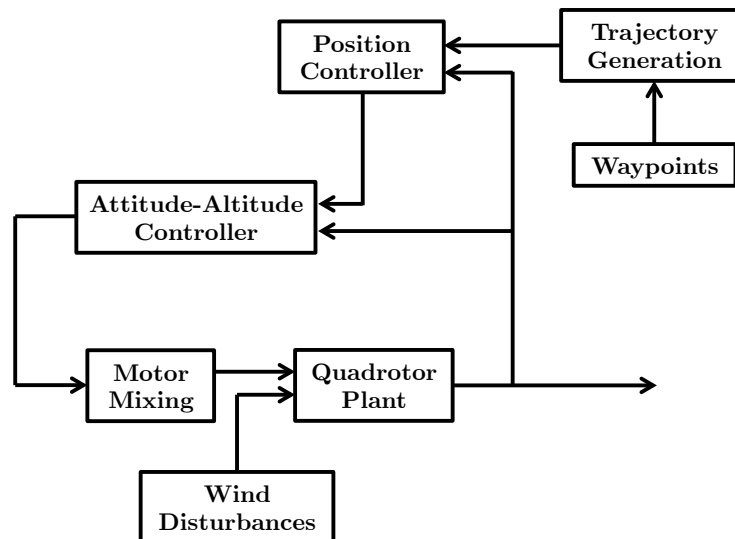 Position
Controller
Trajectory
Generation
Waypoints
Attitude-Altitude
Controller
Motor
Mixing
Quadrotor
Plant
Wind
Disturbances